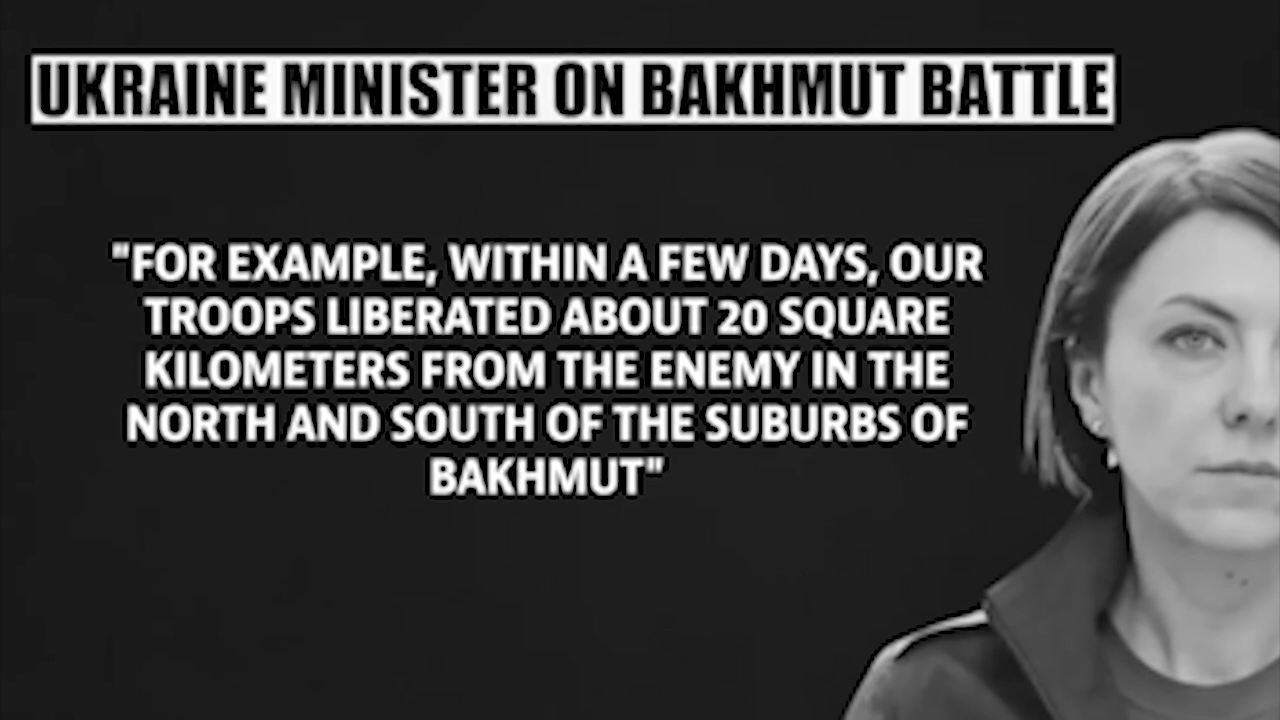 UKRAINE MINISTER ON BAKHMUT BATTLE
"FOR EXAMPLE, WITHIN A FEW DAYS, OUR
TROOPS LIBERATED ABOUT 20 SQUARE
KILOMETERS FROM THE ENEMY IN THE
NORTH AND SOUTH OF THE SUBURBS OF
BAKHMUT"